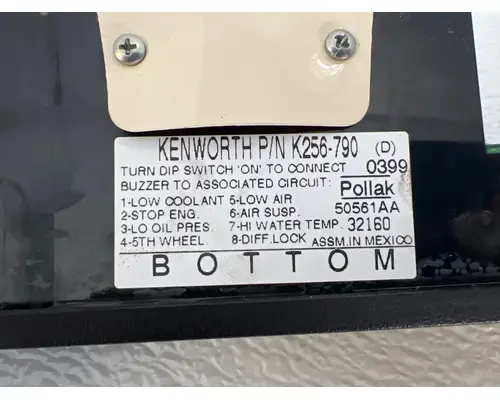 KENWORTH P/N K256-790 (D)
TURN DIP SWITCH 'ON' TO CONNECT 0399
BUZZER TO ASSOCIATED CIRCUIT: Pollak
1-LOW COOLANT 5-LOW AIR 50561AA
2-STOP ENG. 6-AIR SUSP. 32160
3-LO OIL PRES. 7-HI WATER TEMP.
4-5TH WHEEL 8-DIFF.LOCK ASSM.IN MEXICO
BOTTOM